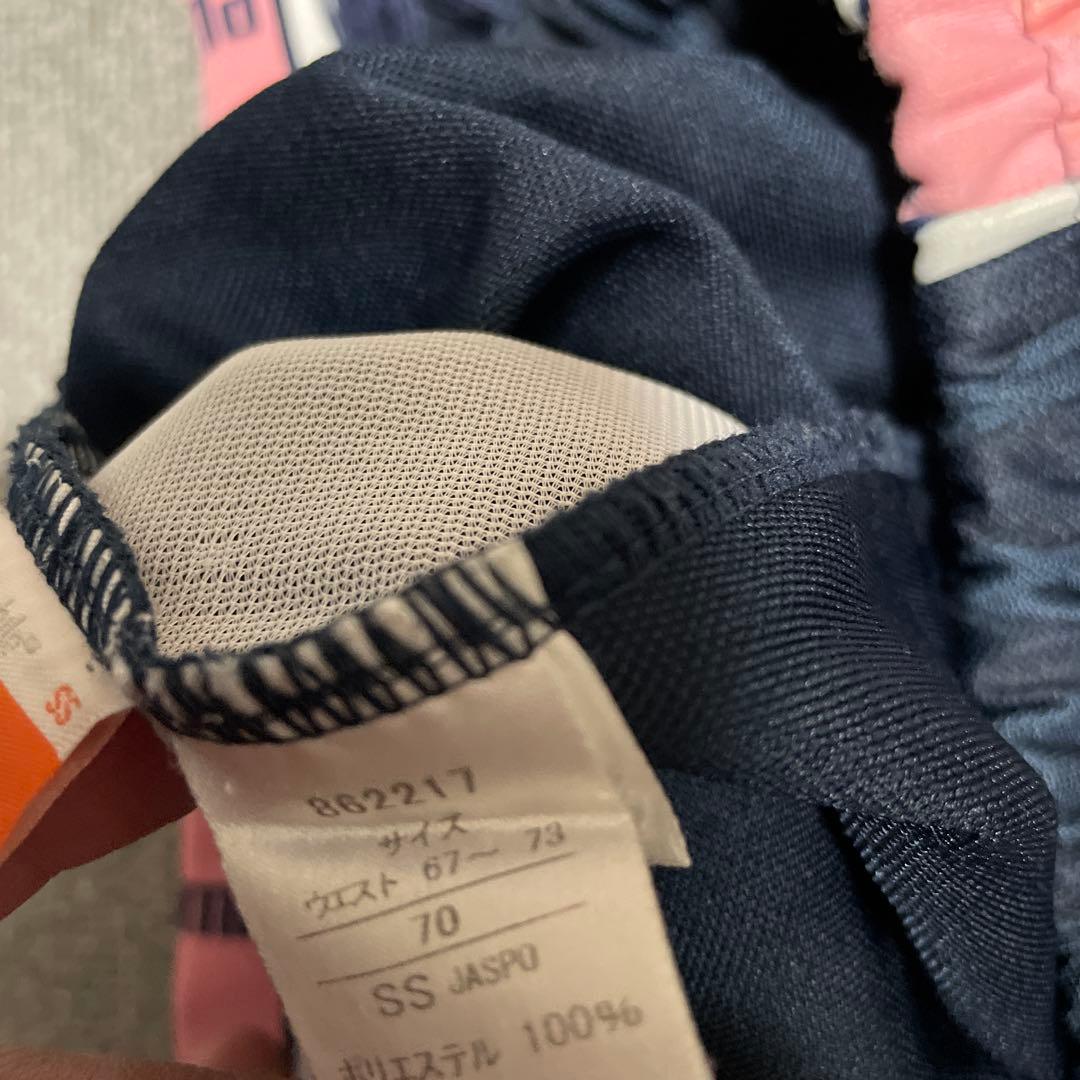 862217
サイズ
ウエスト 67〜 73
70
SS JASPO
ポリエステル 100%
SS